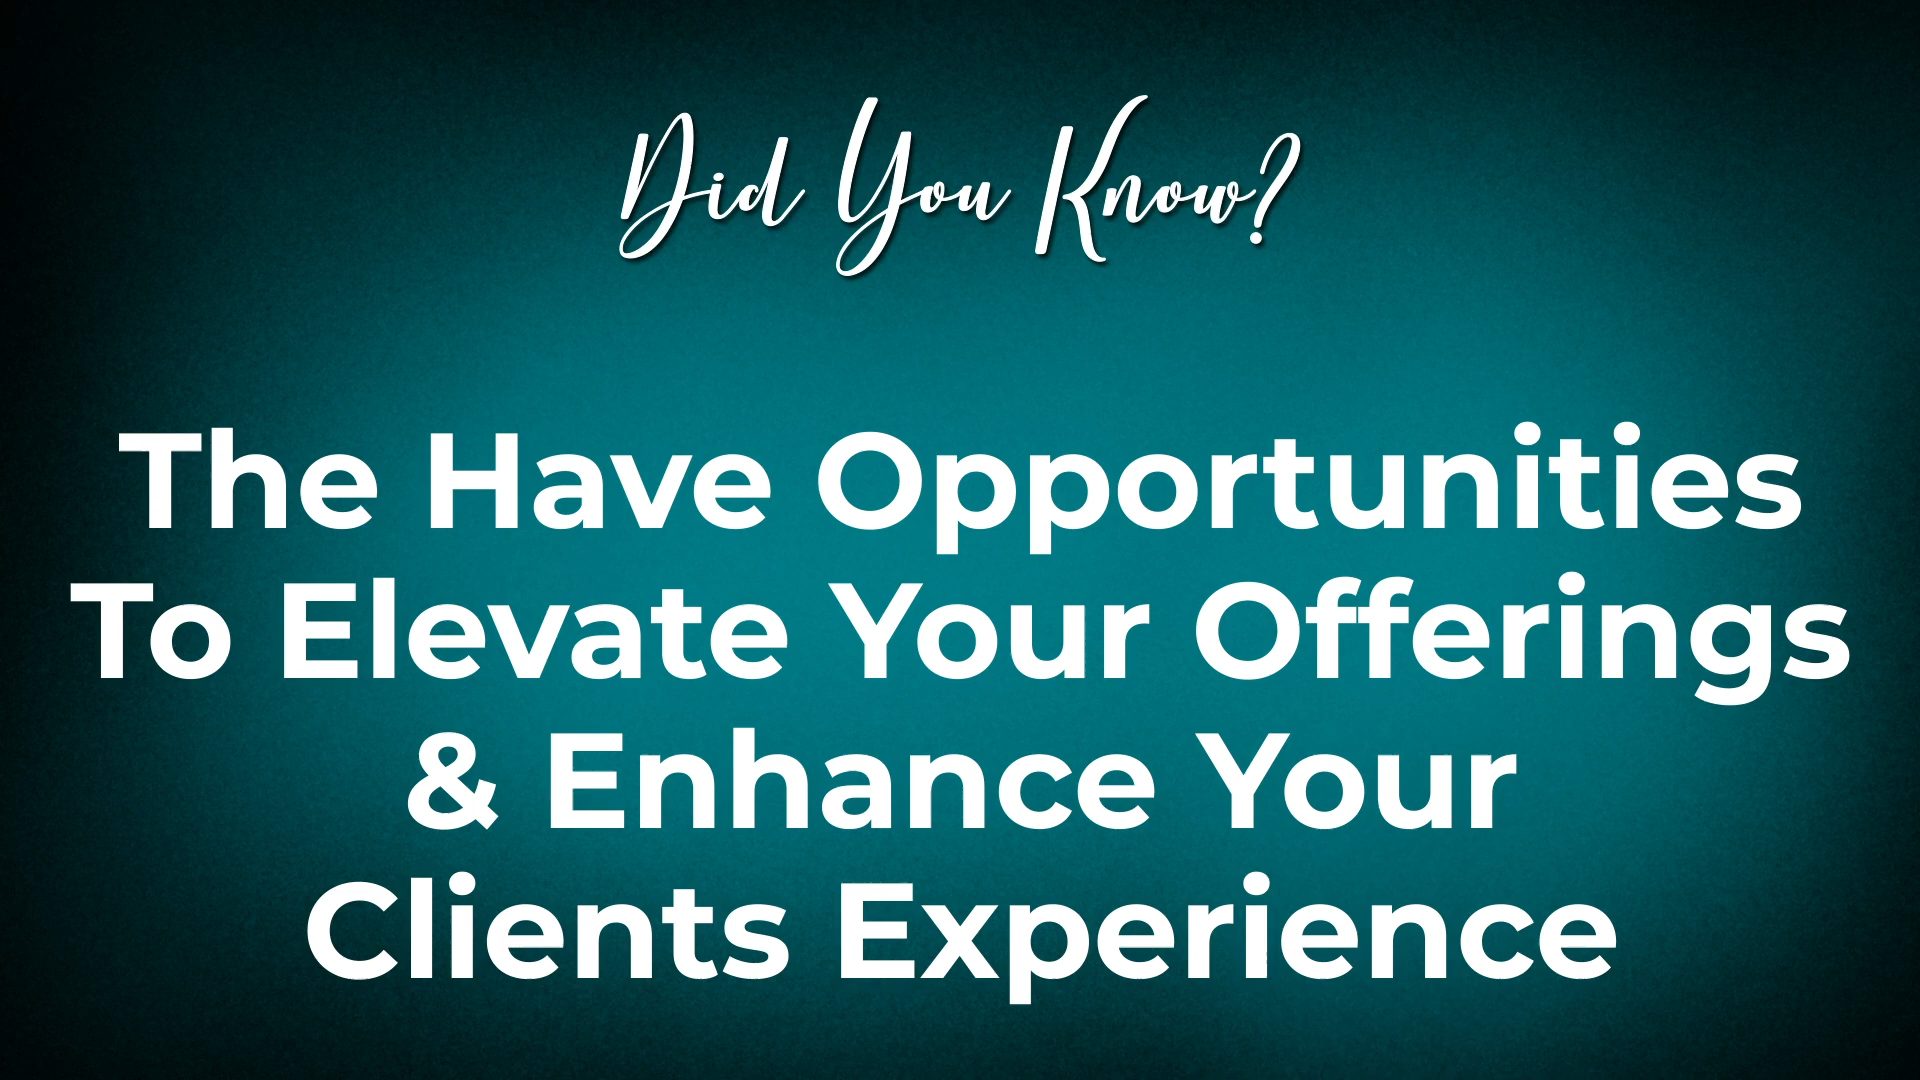 Did You Know?
The Have Opportunities
To Elevate Your Offerings
& Enhance Your
Clients Experience